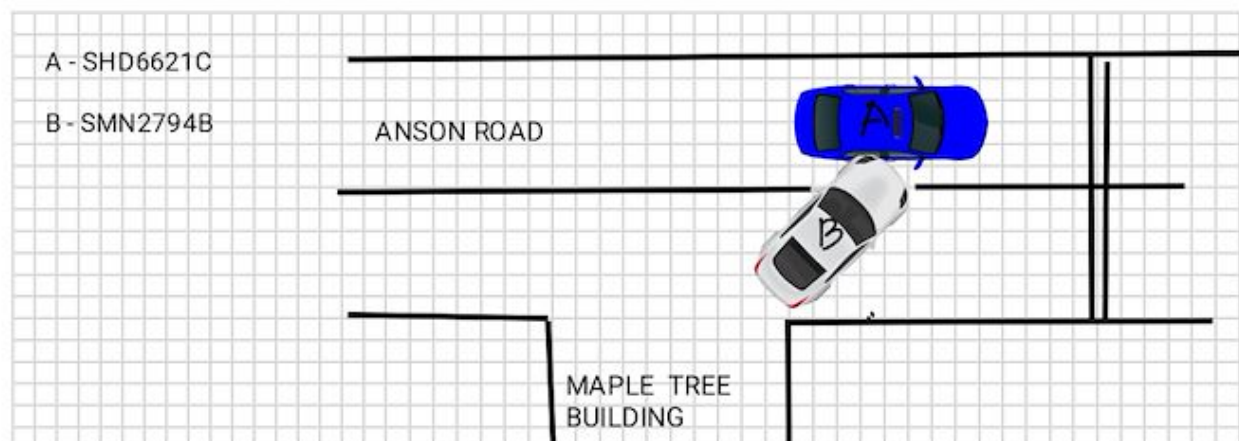 A - SHD6621C
B - SMN2794B
ANSON ROAD
A
B
MAPLE TREE
BUILDING